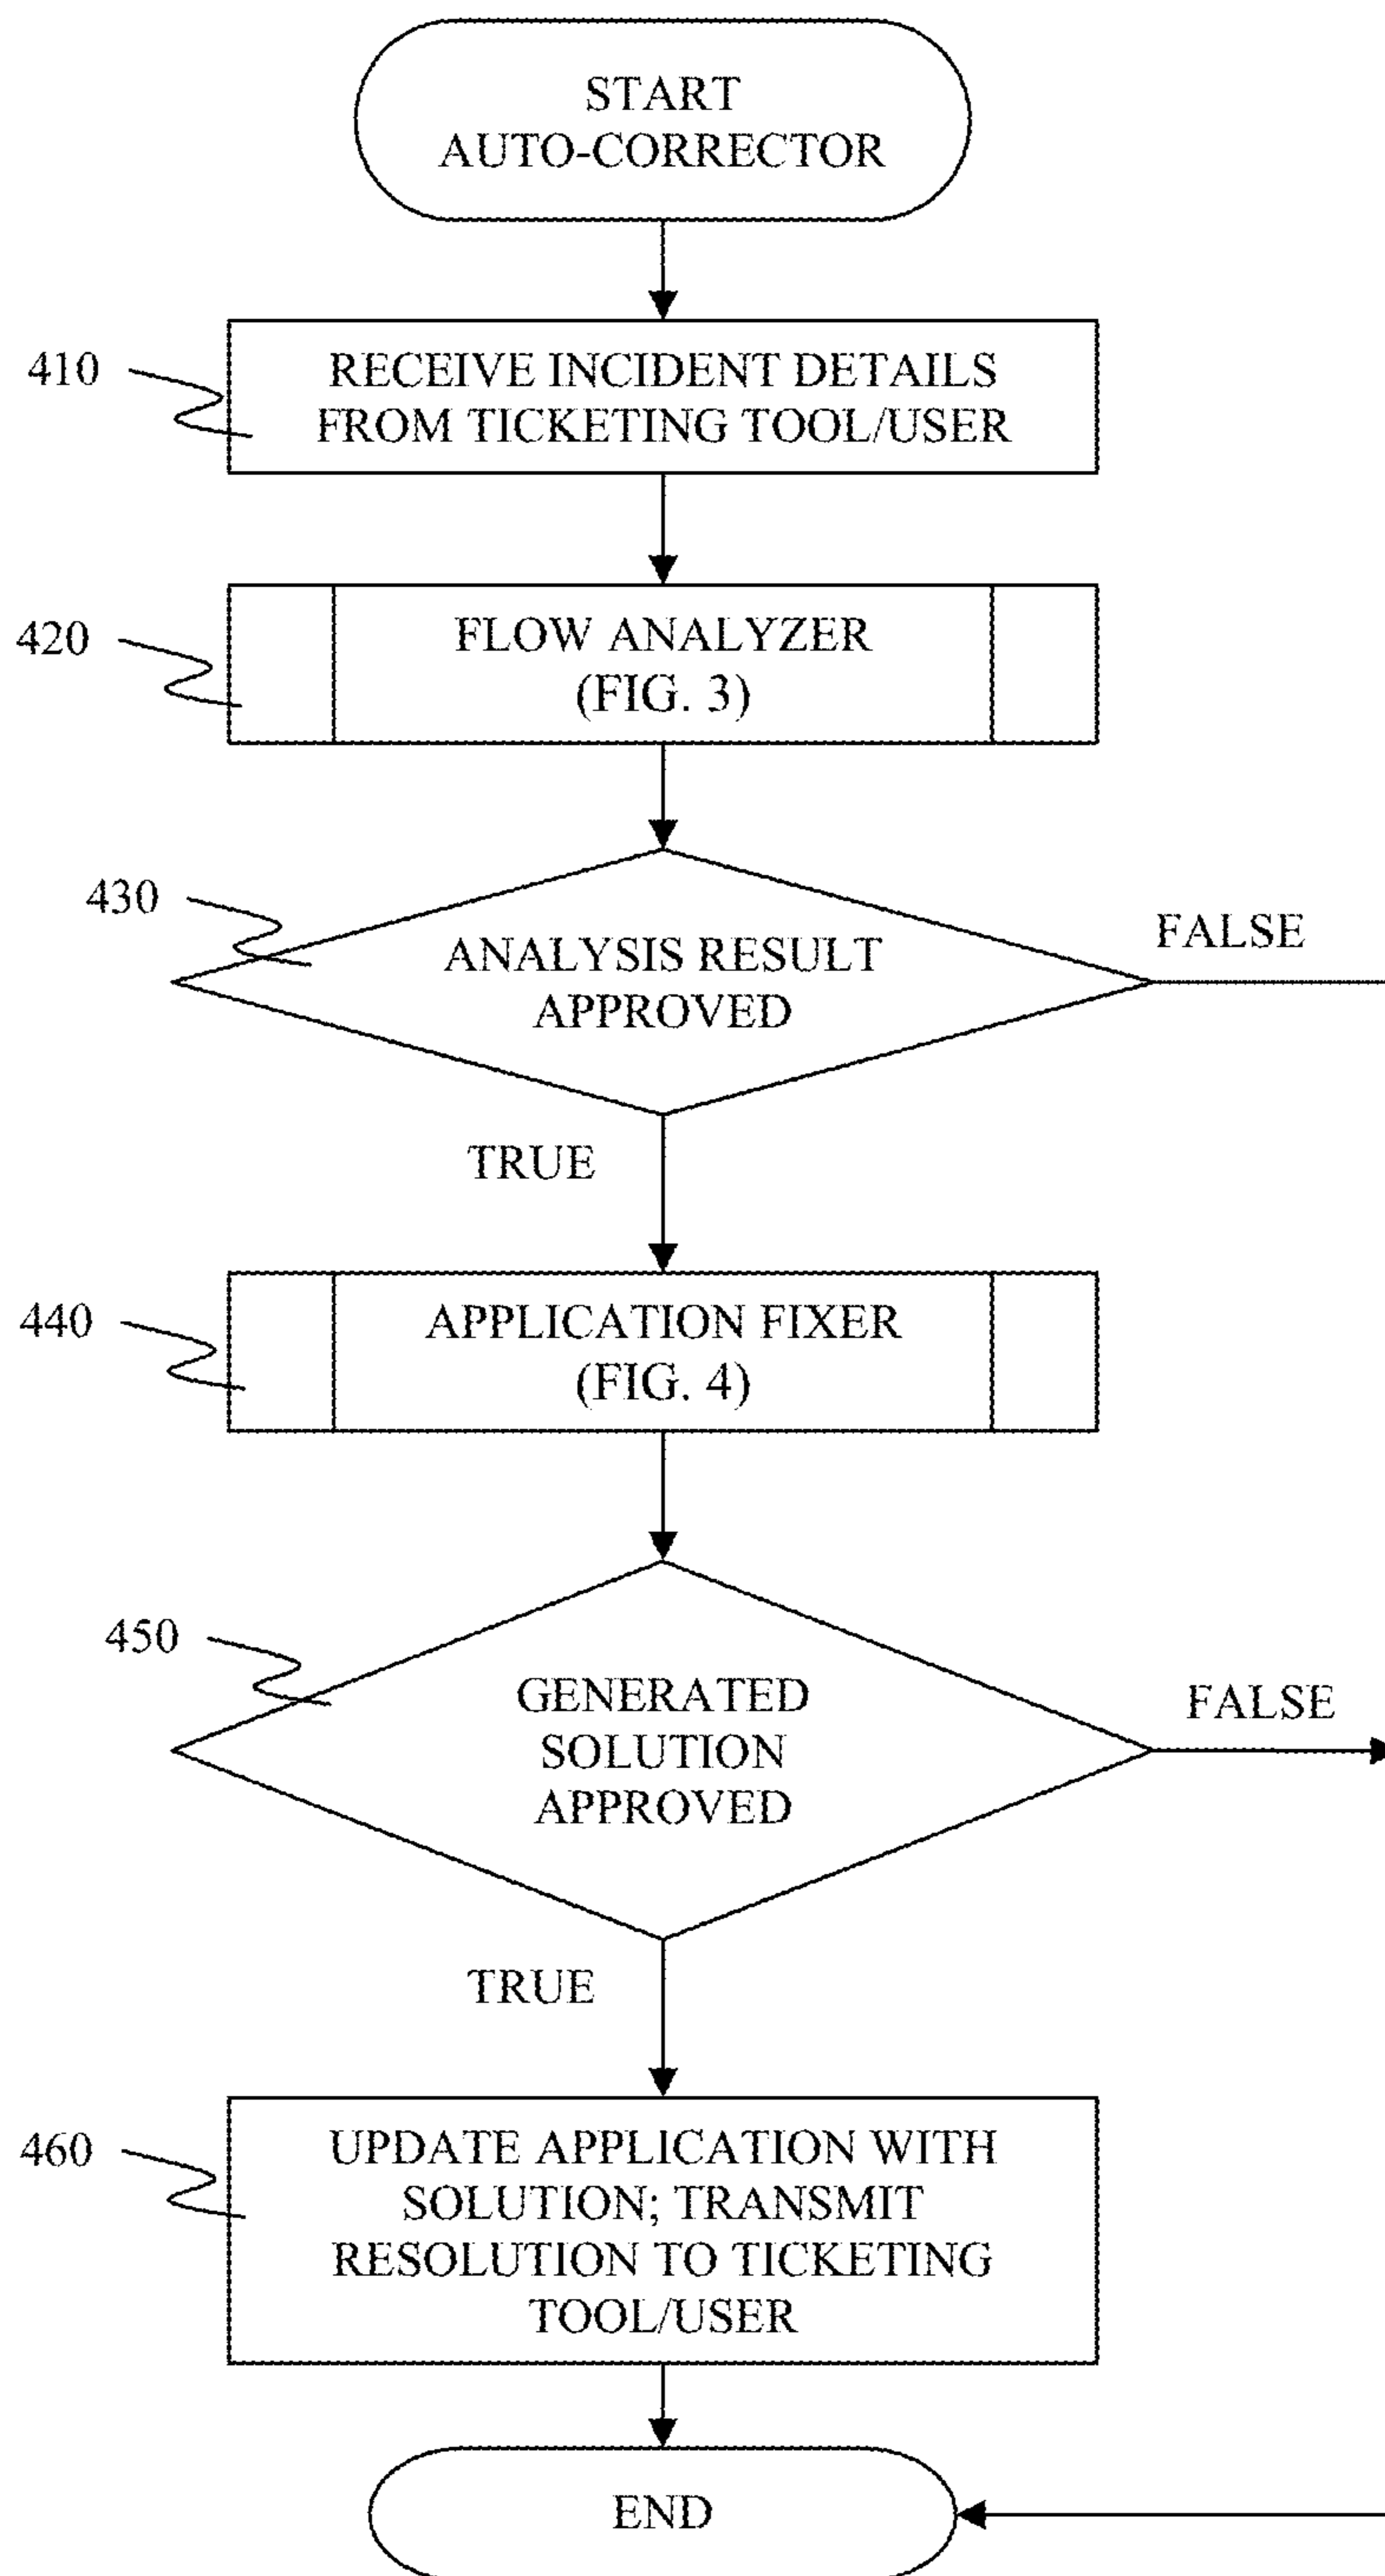 START
AUTO-CORRECTOR
410
RECEIVE INCIDENT DETAILS
FROM TICKETING TOOL/USER
420
FLOW ANALYZER
(FIG. 3)
430
ANALYSIS RESULT
APPROVED
FALSE
TRUE
440
APPLICATION FIXER
(FIG. 4)
450
GENERATED
SOLUTION
APPROVED
FALSE
TRUE
460
UPDATE APPLICATION WITH
SOLUTION; TRANSMIT
RESOLUTION TO TICKETING
TOOL/USER
END